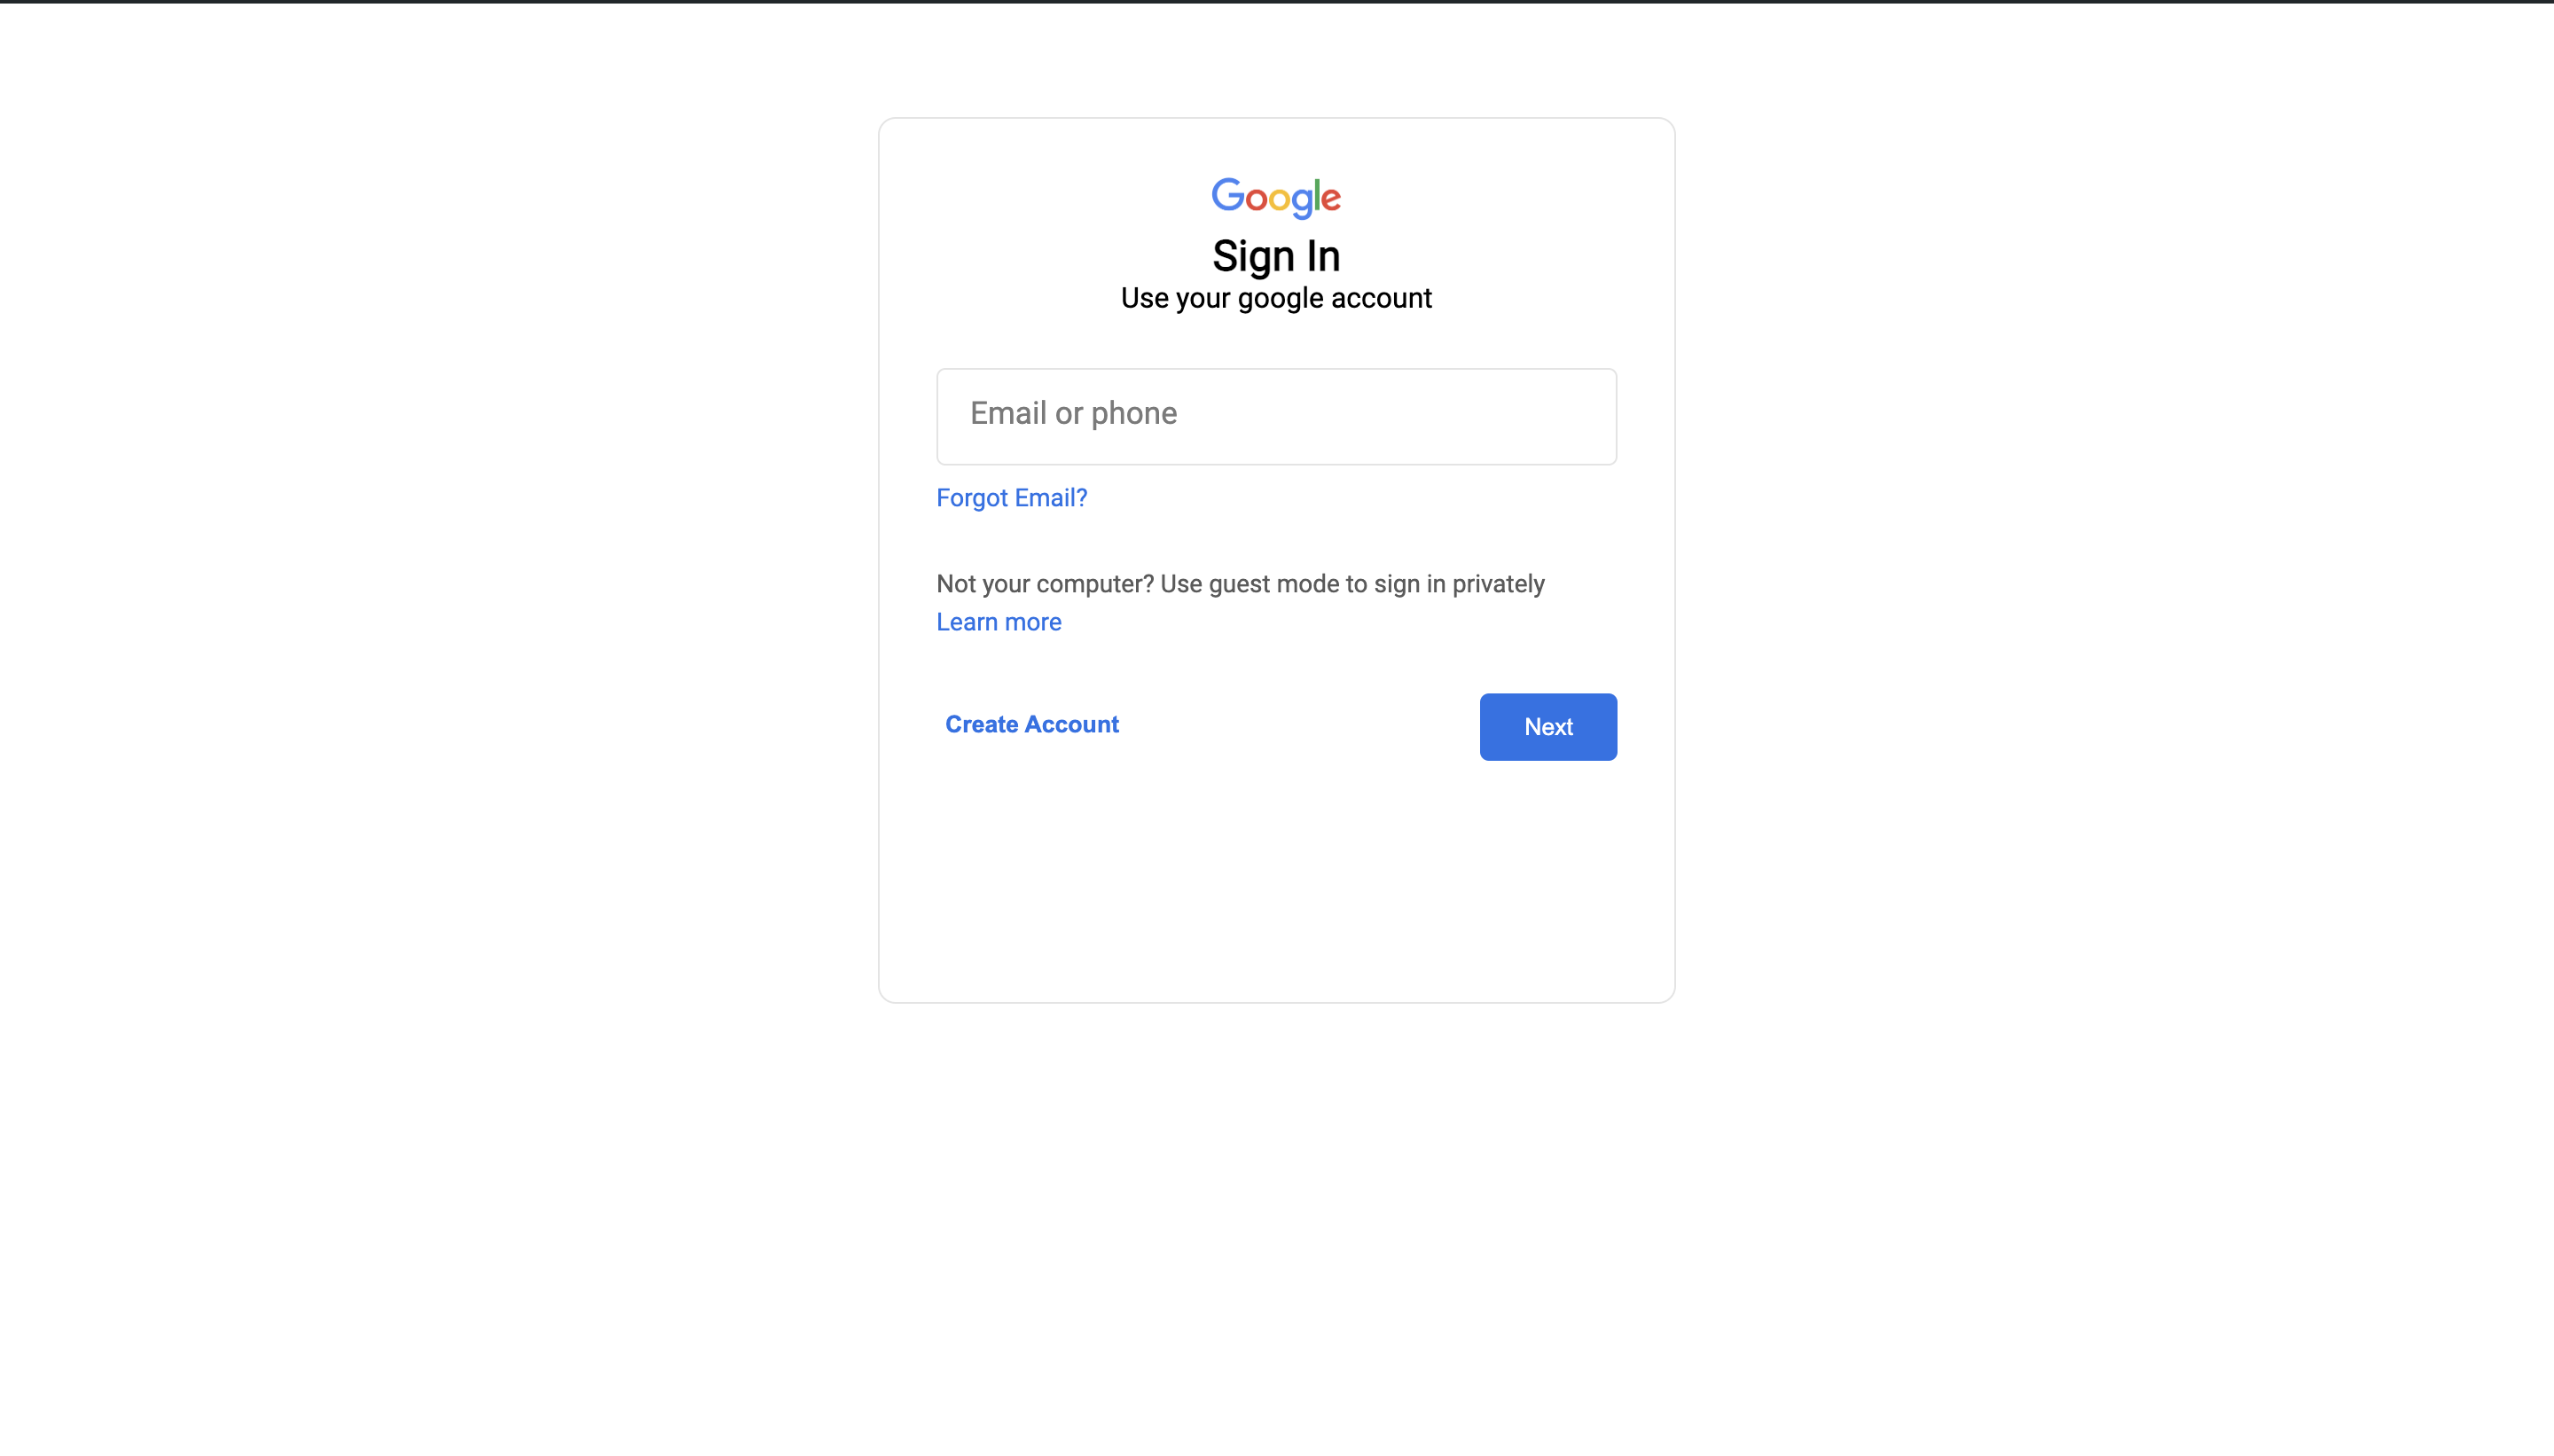 Google
Sign In
Use your google account
Email or phone
Forgot Email?
Not your computer? Use guest mode to sign in privately
Learn more
Create Account
Next